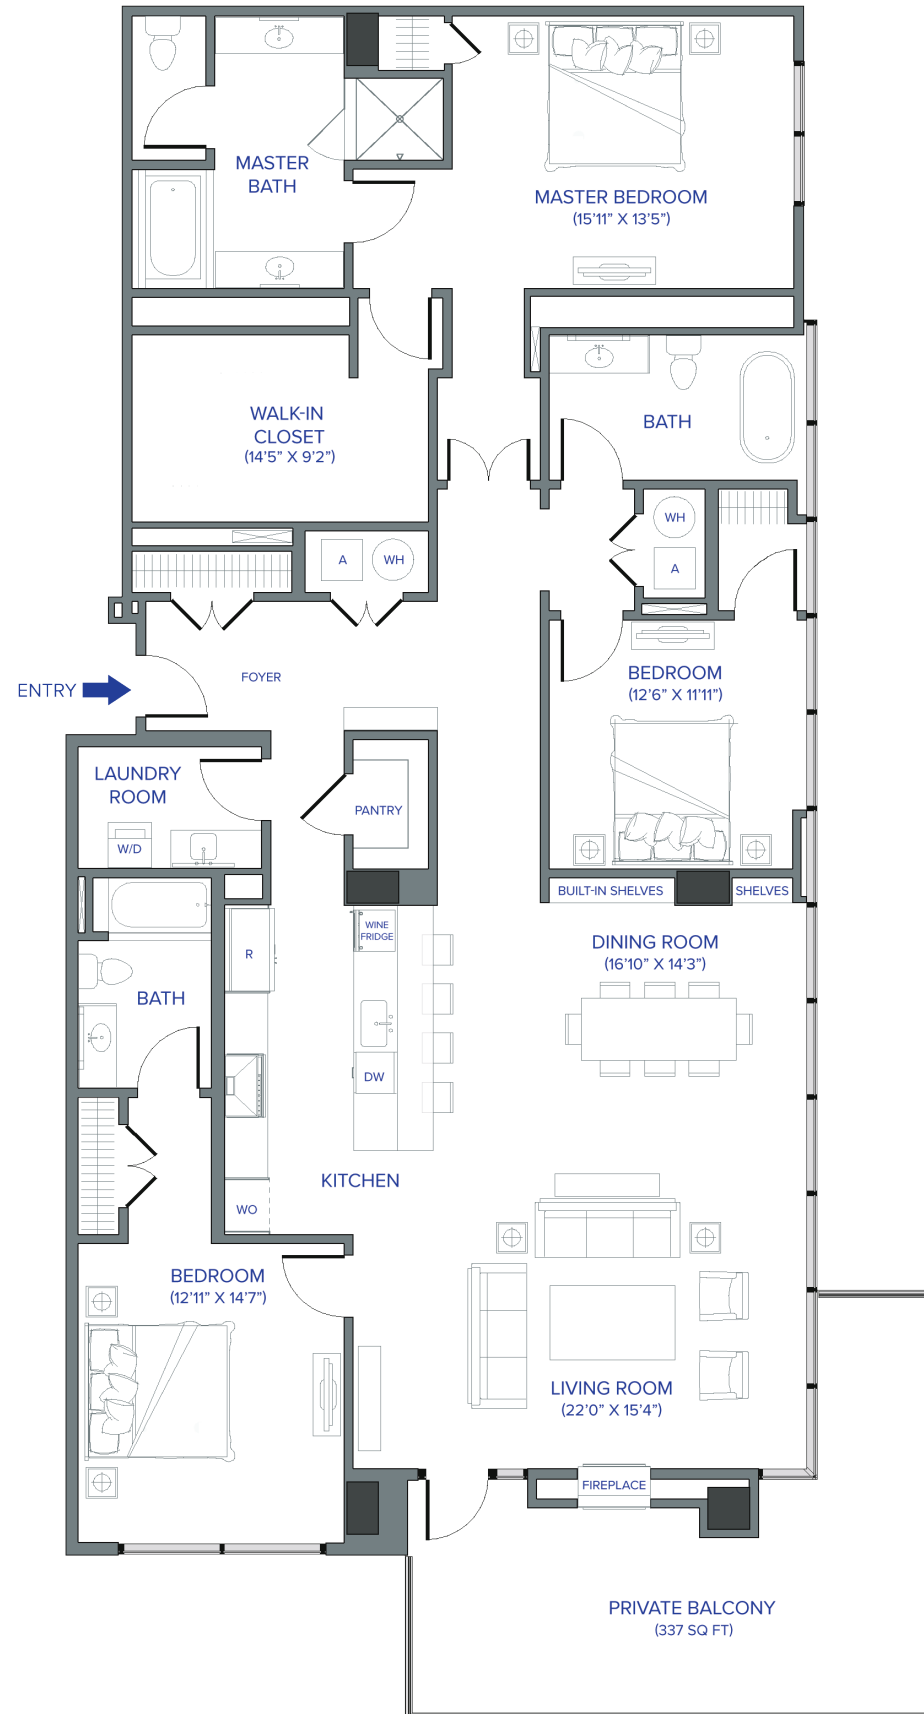 MASTER
BATH
MASTER BEDROOM
(15'11" X 13'5")
WALK-IN
CLOSET
(14'5" X 9'2")
BATH
WH
A
A
WH
ENTRY
FOYER
BEDROOM
(12'6" X 11'11")
LAUNDRY
ROOM
W/D
PANTRY
BUILT-IN SHELVES
SHELVES
WINE
FRIDGE
R
DINING ROOM
(16'10" X 14'3")
BATH
DW
KITCHEN
WO
BEDROOM
(12'11" X 14'7")
LIVING ROOM
(22'0" X 15'4")
FIREPLACE
PRIVATE BALCONY
(337 SQ FT)